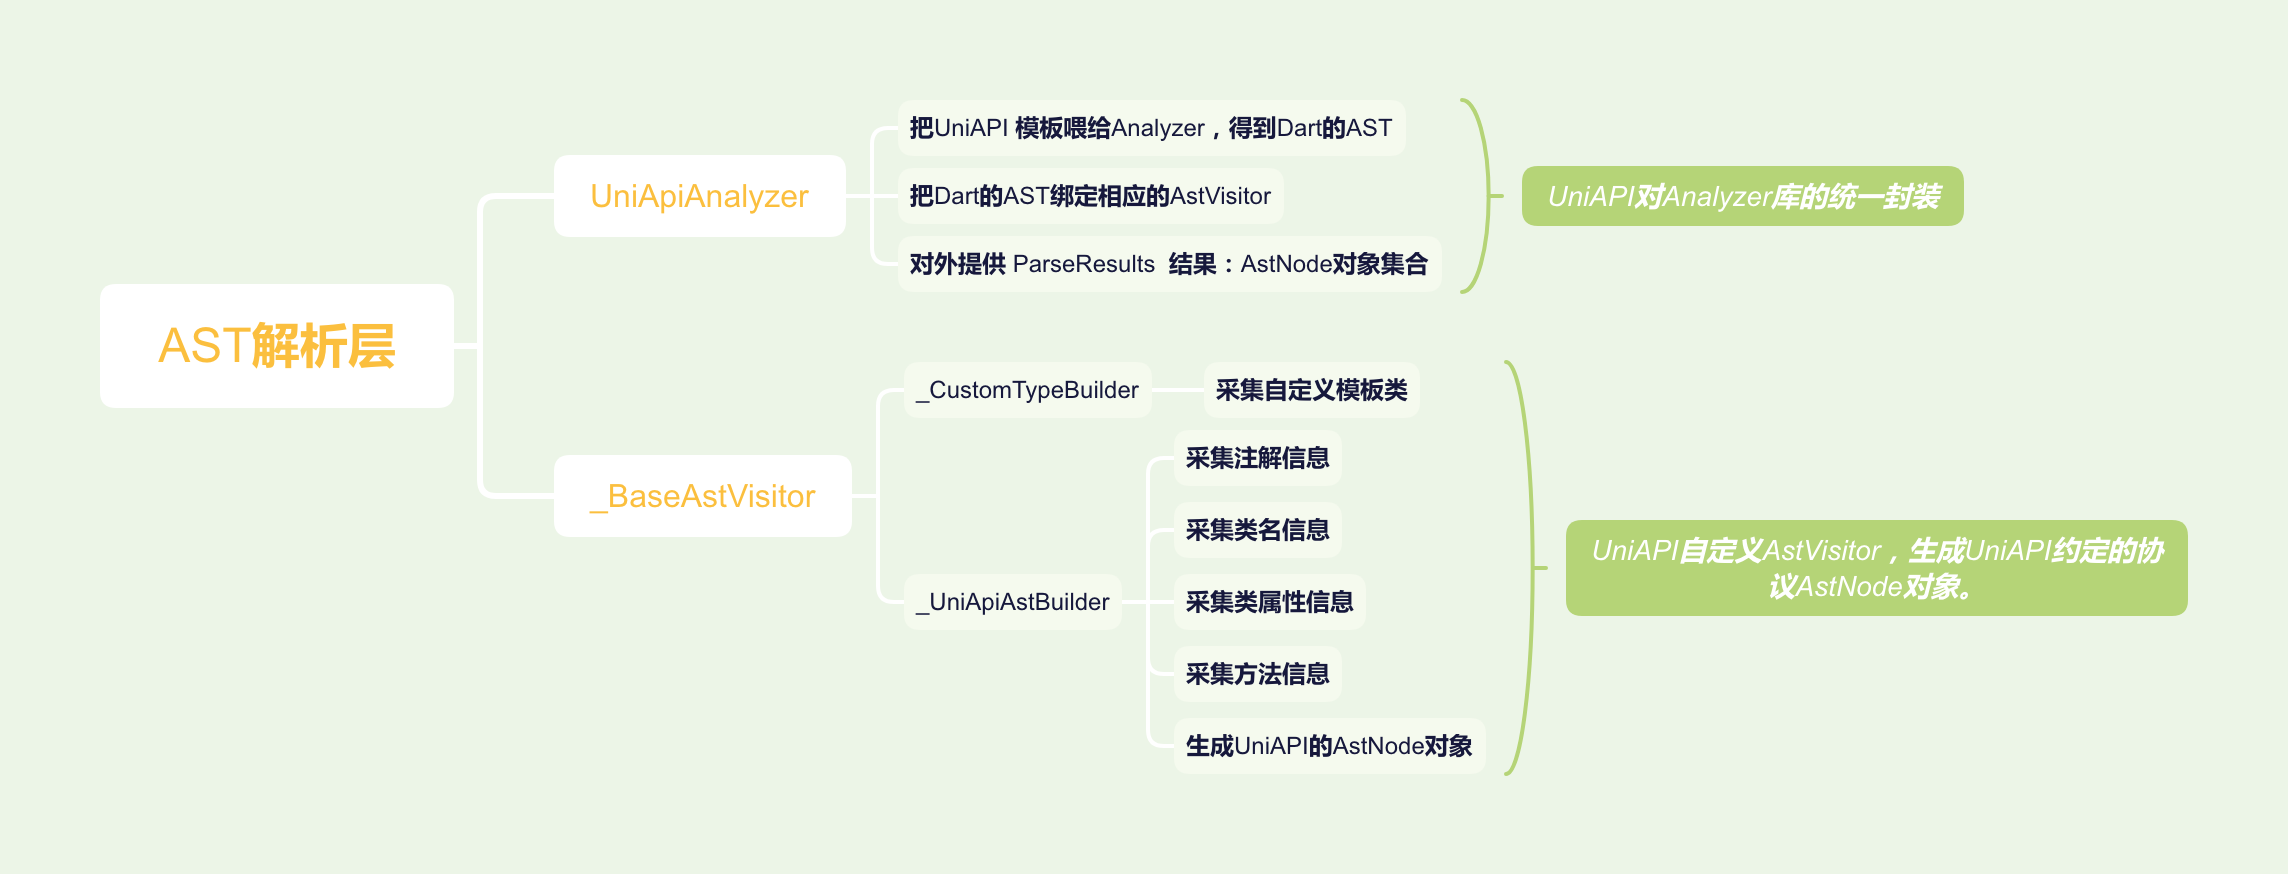 AST解析层
UniApiAnalyzer
把UniAPI 模板喂给Analyzer，得到Dart的AST
把Dart的AST绑定相应的AstVisitor
对外提供 ParseResults 结果：AstNode对象集合
UniAPI对Analyzer库的统一封装
_BaseAstVisitor
_CustomTypeBuilder
采集自定义模板类
_UniApiAstBuilder
采集注解信息
采集类名信息
采集类属性信息
采集方法信息
生成UniAPI的AstNode对象
UniAPI自定义AstVisitor，生成UniAPI约定的协
议AstNode对象。